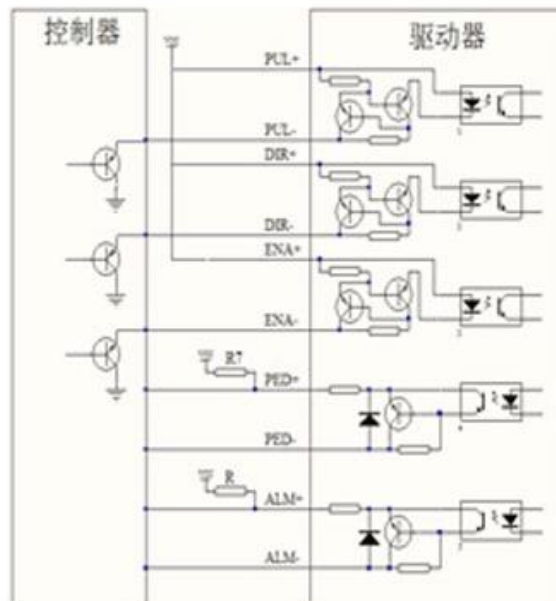 控制器
驱动器
PUL+
PUL-
DIR+
DIR-
ENA+
ENA-
R7
PED+
PED-
R
ALM+
ALM-